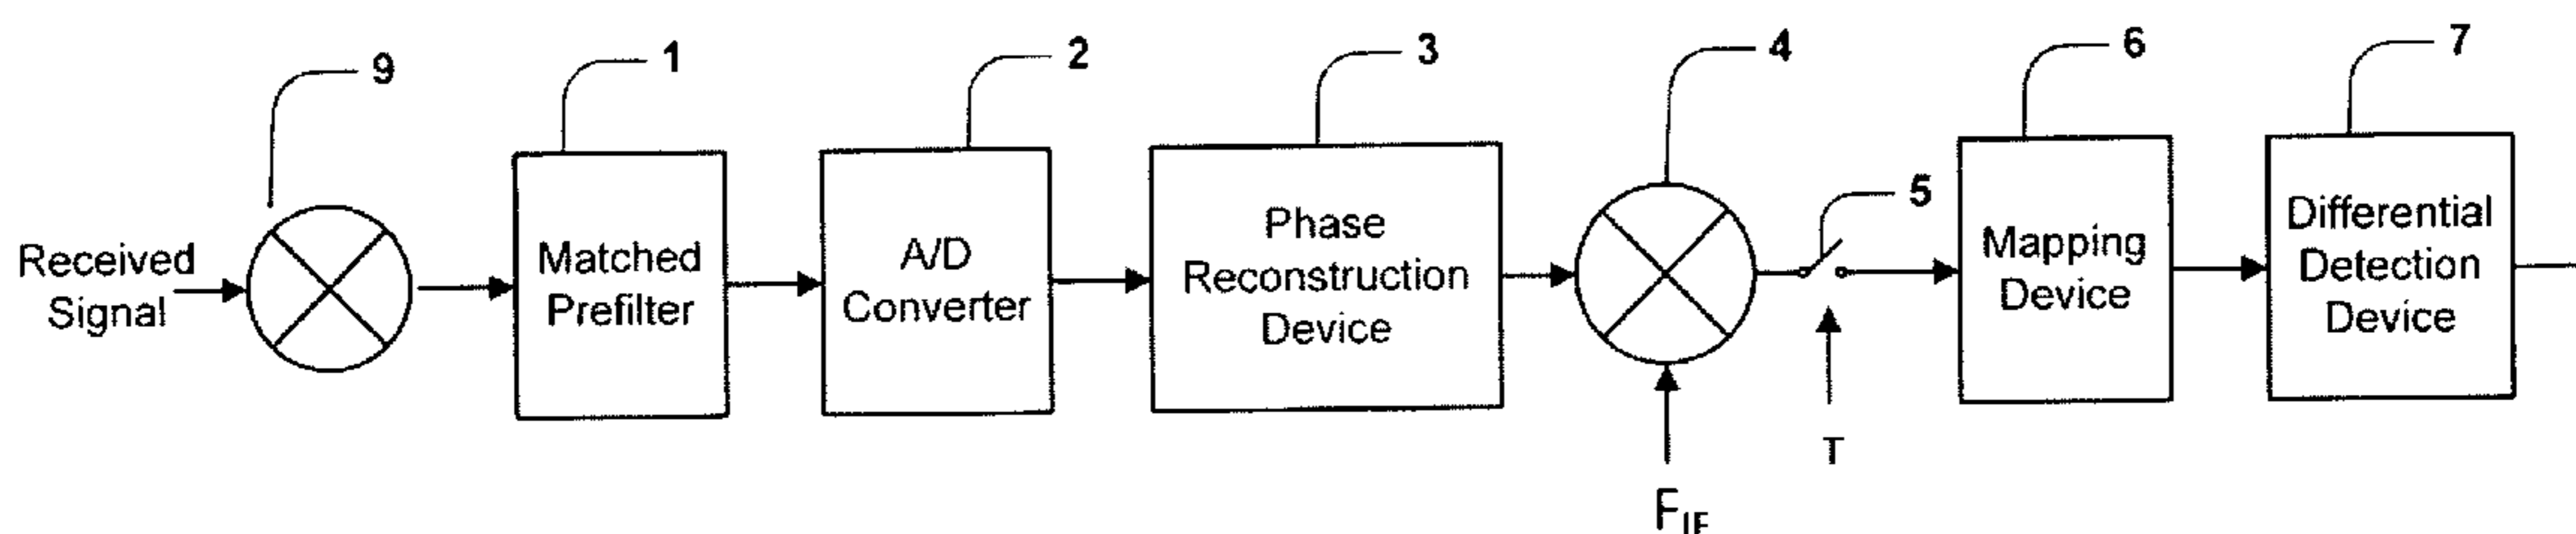 9
1
2
3
4
5
6
7
Received
Signal
Matched
Prefilter
A/D
Converter
Phase
Reconstruction
Device
Mapping
Device
Differential
Detection
Device
T
F_IF